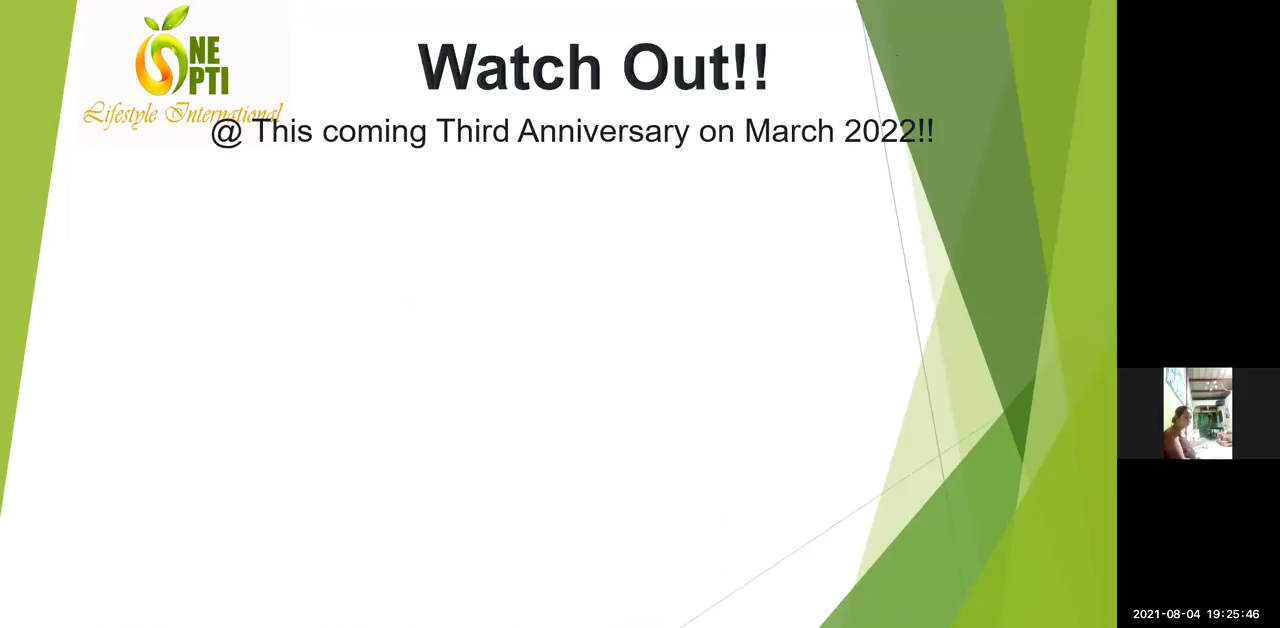 ONE
OPTI
Lifestyle International
Watch Out!!
@ This coming Third Anniversary on March 2022!!
2021-08-04 19:25:46